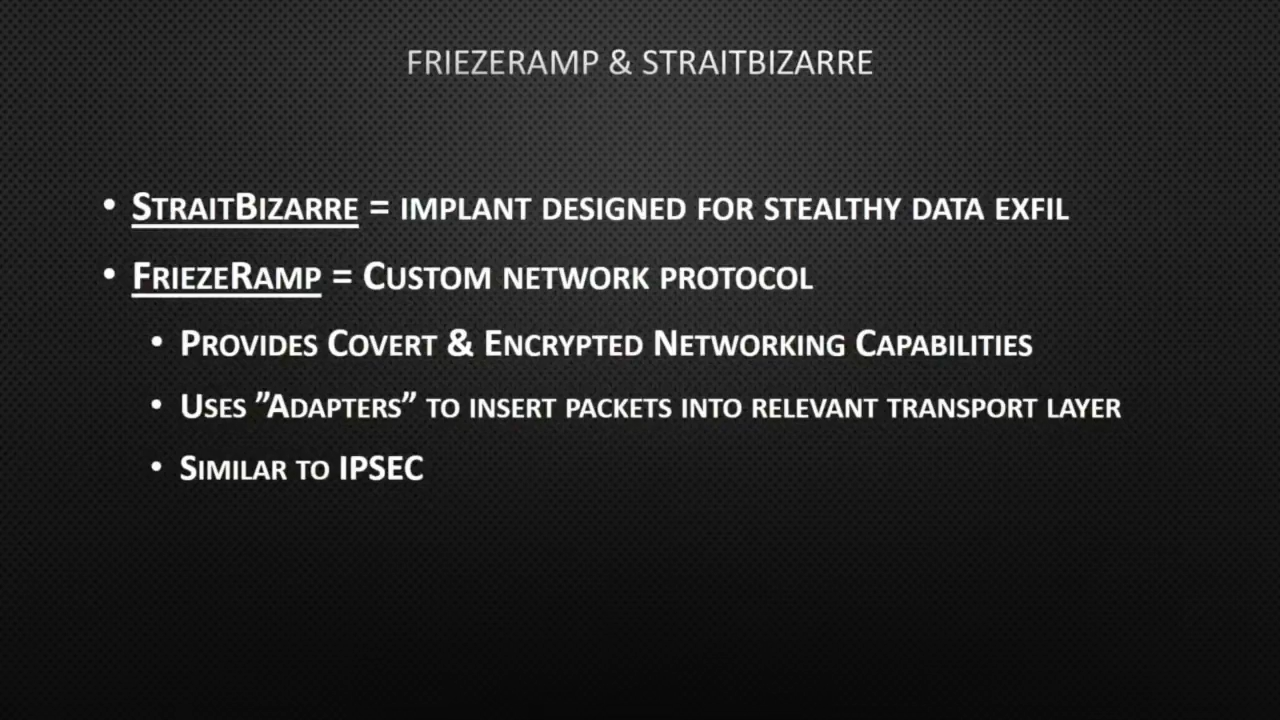 FRIEZERAMP & STRAITBIZARRE
• STRAITBIZARRE = IMPLANT DESIGNED FOR STEALTHY DATA EXFIL
• FRIEZERAMP = CUSTOM NETWORK PROTOCOL
• PROVIDES COVERT & ENCRYPTED NETWORKING CAPABILITIES
• USES ”ADAPTERS” TO INSERT PACKETS INTO RELEVANT TRANSPORT LAYER
• SIMILAR TO IPSEC